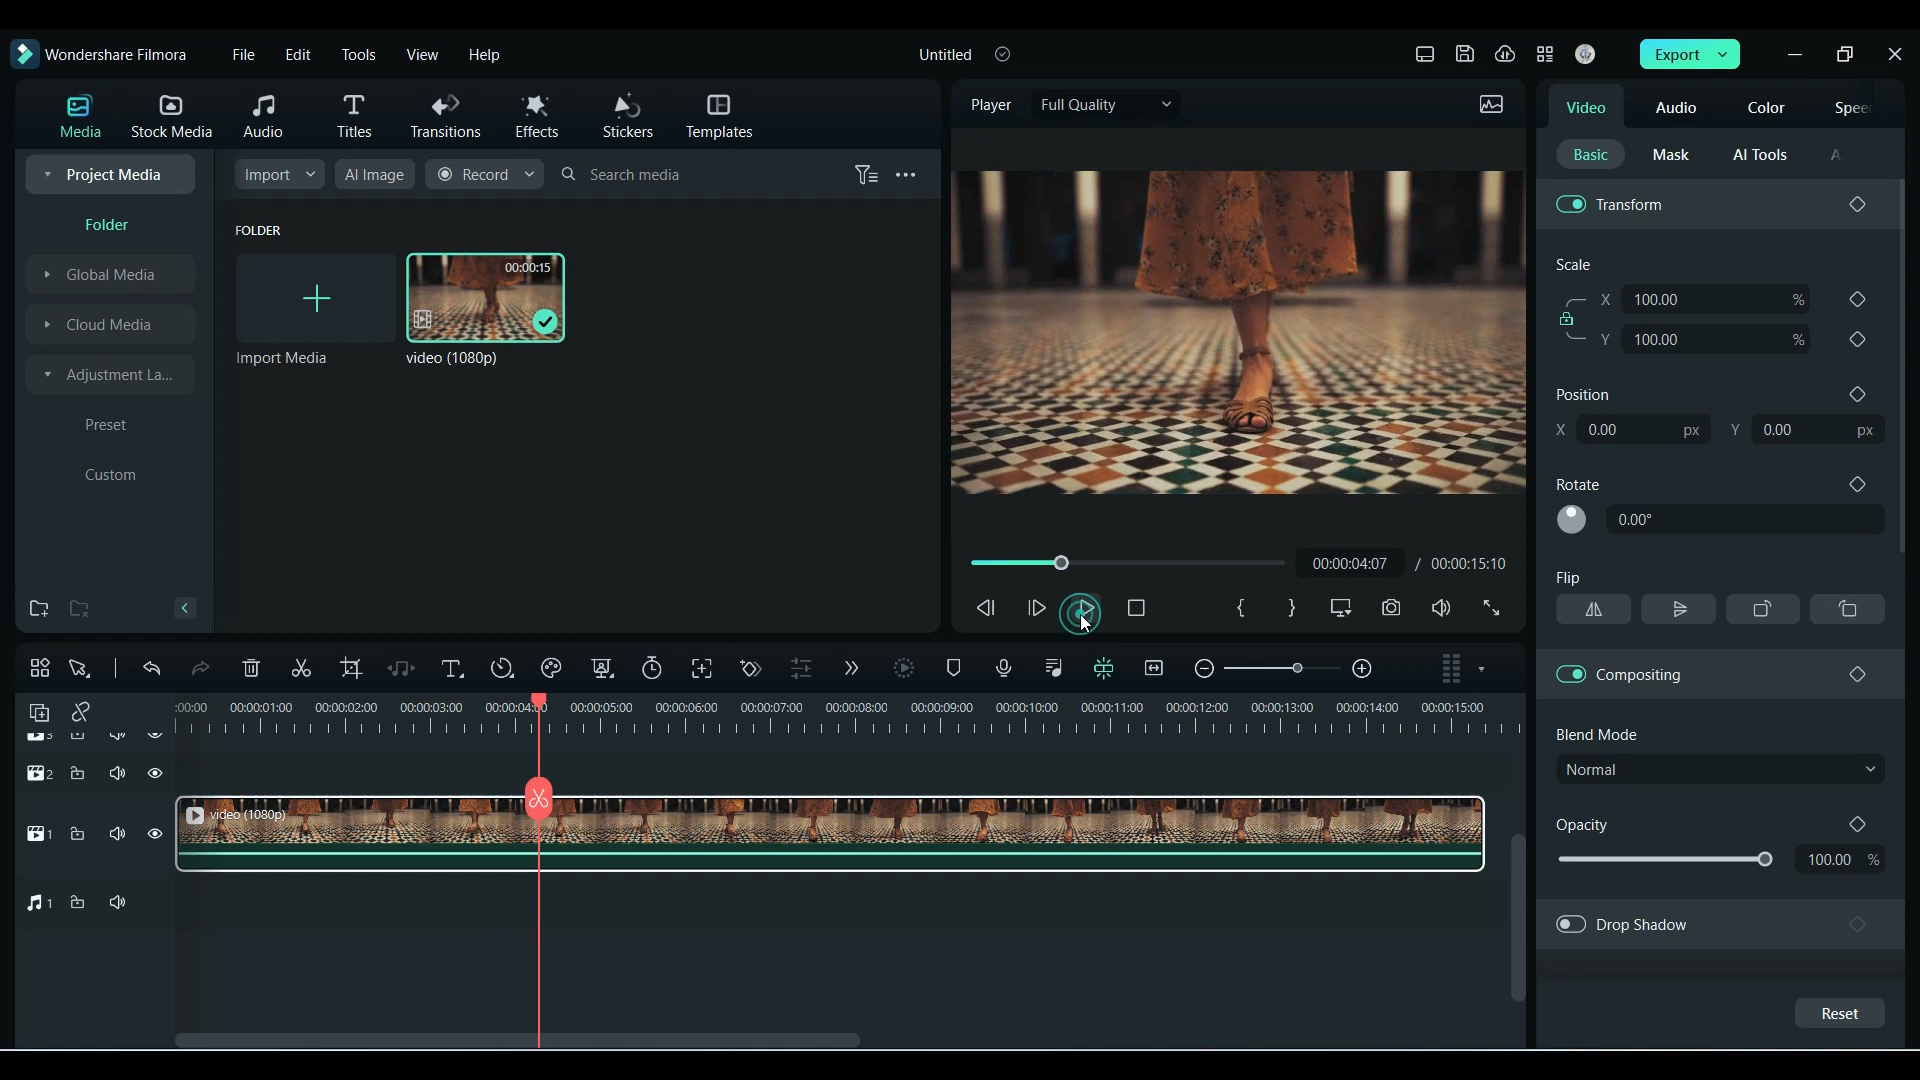 Wondershare Filmora File Edit Tools View Help Untitled Export
Media Stock Media Audio Titles Transitions Effects Stickers Templates
Project Media
Folder
Global Media
Cloud Media
Adjustment La...
Preset
Custom
Import AI Image Record Search media
FOLDER
00:00:15
Import Media video (1080p)
Player Full Quality
00:00:04:07 / 00:00:15:10
Video Audio Color
Basic Mask AI Tools
Transform
Scale
X 100.00 %
Y 100.00 %
Position
X 0.00 px Y 0.00 px
Rotate
0.00°
Flip
Compositing
Blend Mode
Normal
Opacity
100.00 %
Drop Shadow
Reset
:00:00 00:00:01:00 00:00:02:00 00:00:03:00 00:00:04:00 00:00:05:00 00:00:06:00 00:00:07:00 00:00:08:00 00:00:09:00 00:00:10:00 00:00:11:00 00:00:12:00 00:00:13:00 00:00:14:00 00:00:15:00
3
2
video (1080p)
1
1